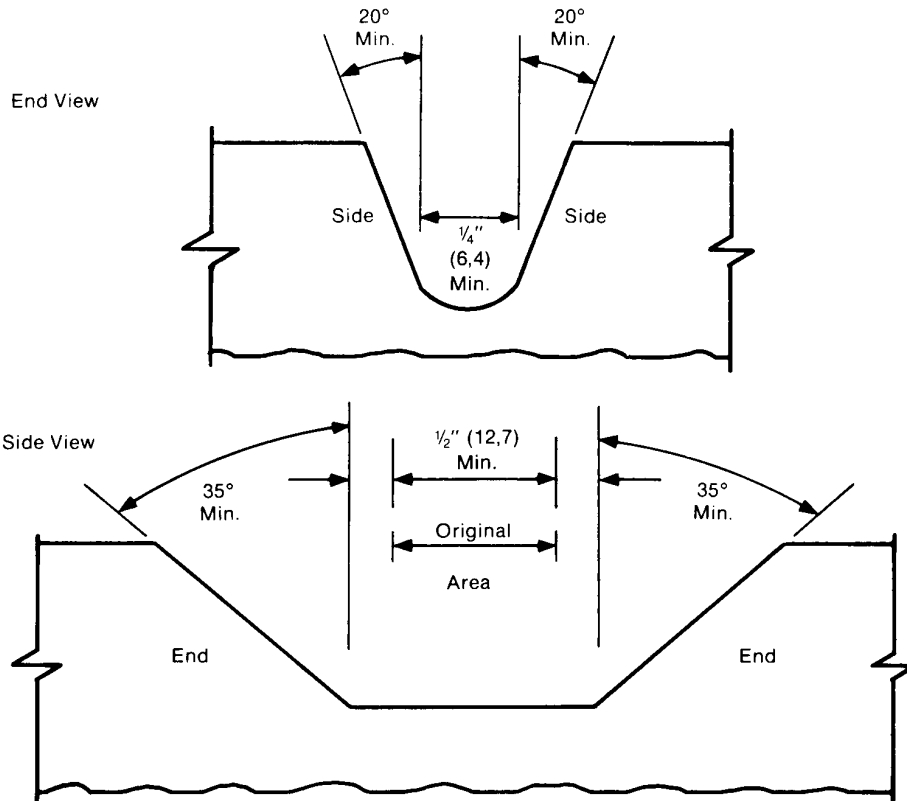 20°
Min.
20°
Min.
End View
Side
Side
¼″
(6,4)
Min.
Side View
½″ (12,7)
Min.
35°
Min.
35°
Min.
Original
Area
End
End